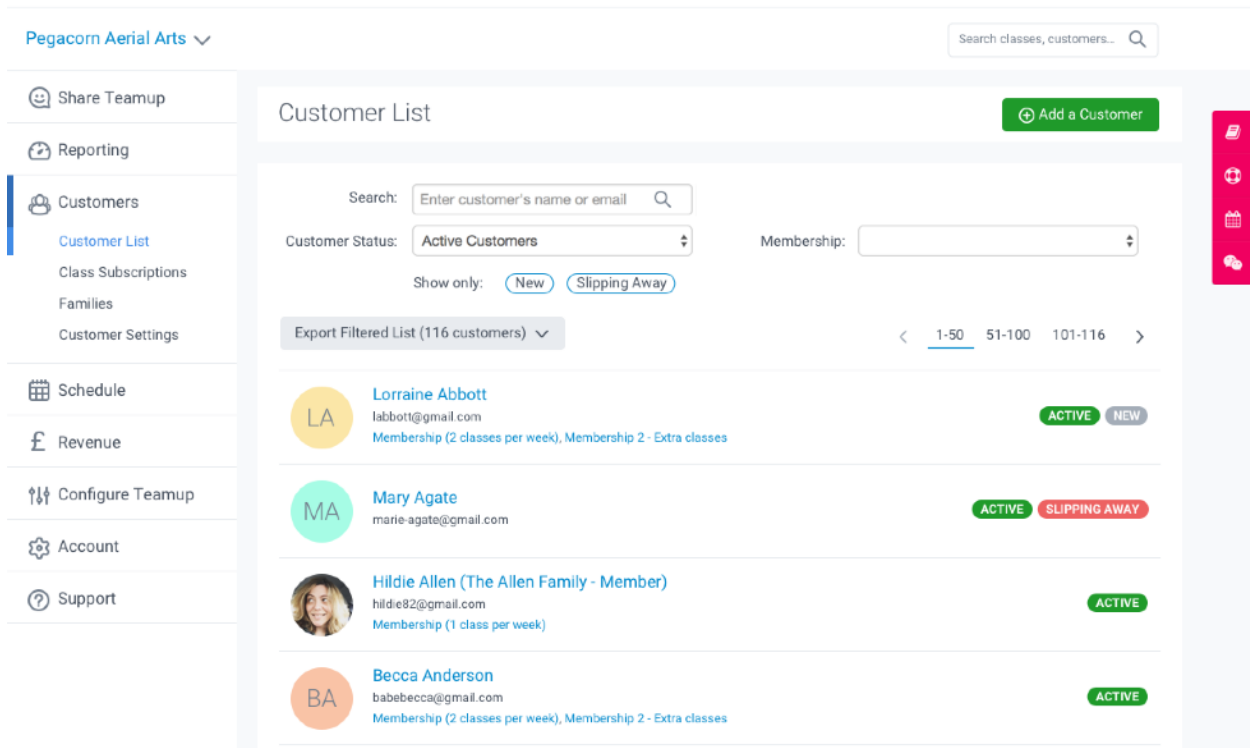 Pegacorn Aerial Arts
Search classes, customers...
Share Teamup
Reporting
Customers
Customer List
Class Subscriptions
Families
Customer Settings
Schedule
£ Revenue
Configure Teamup
Account
Support
Customer List
Add a Customer
Search: Enter customer's name or email
Customer Status: Active Customers
Membership:
Show only: New Slipping Away
Export Filtered List (116 customers)
1-50 51-100 101-116
LA
Lorraine Abbott
labbott@gmail.com
Membership (2 classes per week), Membership 2 - Extra classes
ACTIVE NEW
MA
Mary Agate
marie-agate@gmail.com
ACTIVE SLIPPING AWAY
Hildie Allen (The Allen Family - Member)
hildie82@gmail.com
Membership (1 class per week)
ACTIVE
BA
Becca Anderson
babebecca@gmail.com
Membership (2 classes per week), Membership 2 - Extra classes
ACTIVE